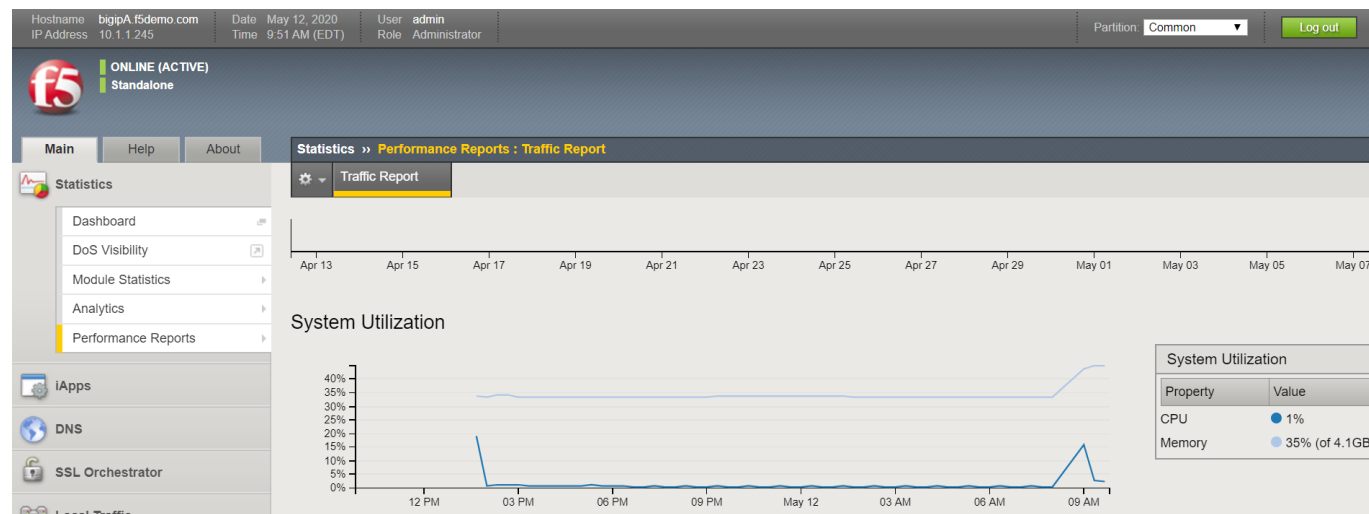 Hostname bigipA.f5demo.com Date May 12, 2020 User admin
IP Address 10.1.1.245 Time 9:51 AM (EDT) Role Administrator
Partition: Common Log out
f5
ONLINE (ACTIVE)
Standalone
Main Help About
Statistics ›› Performance Reports : Traffic Report
Traffic Report
Statistics
Dashboard
DoS Visibility
Module Statistics
Analytics
Performance Reports
iApps
DNS
SSL Orchestrator
Local Traffic
Apr 13 Apr 15 Apr 17 Apr 19 Apr 21 Apr 23 Apr 25 Apr 27 Apr 29 May 01 May 03 May 05 May 07
System Utilization
40%
35%
30%
25%
20%
15%
10%
5%
0%
12 PM 03 PM 06 PM 09 PM May 12 03 AM 06 AM 09 AM
System Utilization
Property Value
CPU 1%
Memory 35% (of 4.1GB